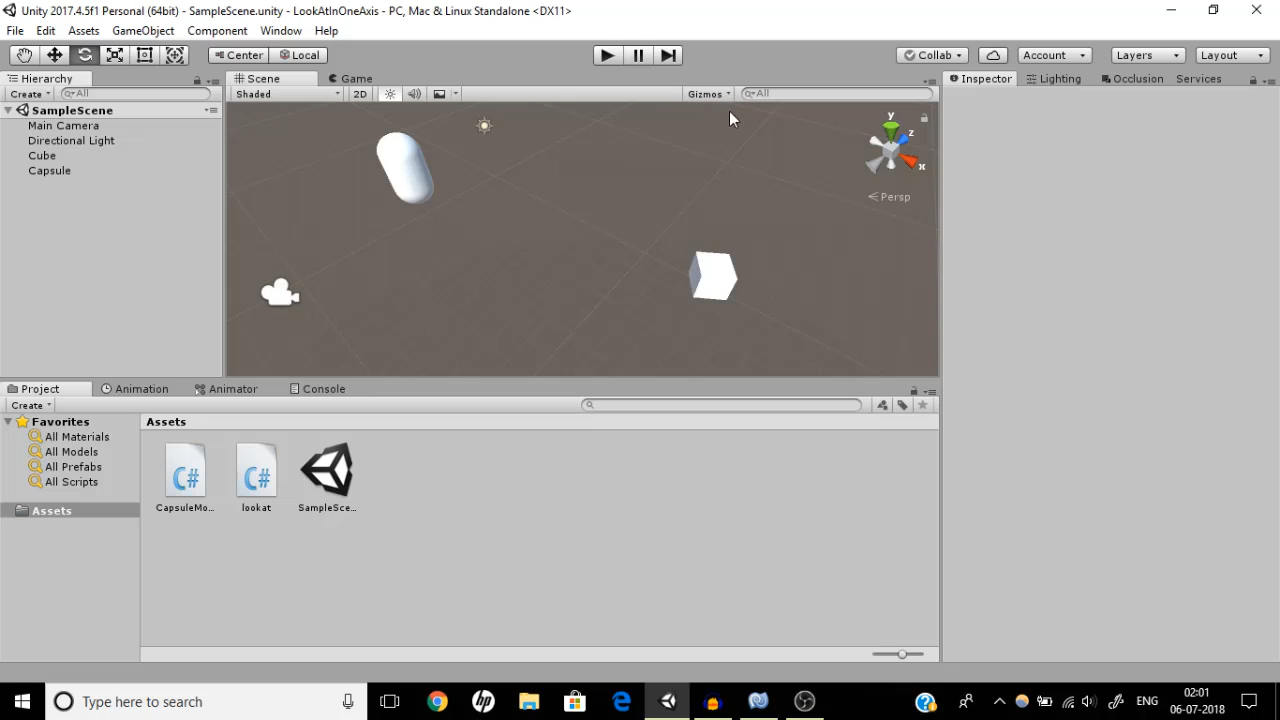 Unity 2017.4.5f1 Personal (64bit) - SampleScene.unity - LookAtInOneAxis - PC, Mac & Linux Standalone <DX11>
File Edit Assets GameObject Component Window Help
Center Local Collab Account Layers Layout
Hierarchy Scene Game Inspector Lighting Occlusion Services
Create All Shaded 2D Gizmos All
SampleScene
Main Camera
Directional Light
Cube
Capsule
y
z
x
Persp
Project Animation Animator Console
Create
Favorites Assets
All Materials
All Models
All Prefabs
All Scripts
Assets
C# C#
CapsuleMo... lookat SampleSce...
Type here to search
hp
ENG
02:01
06-07-2018